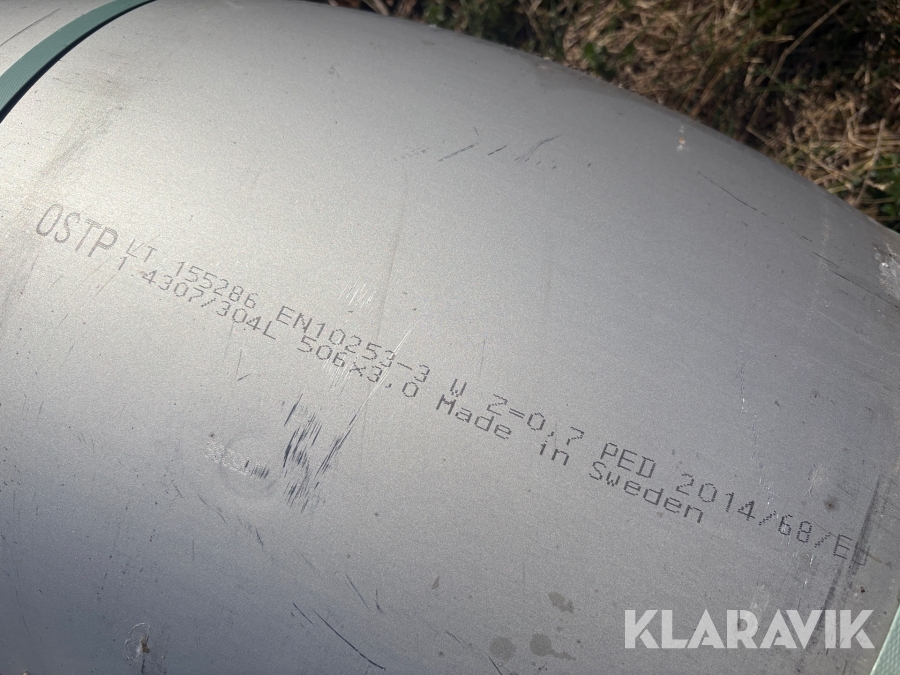 OSTP LT 155286 EN10253-3 W Z=0,7 PED 2014/68/E
1.4307/304L 506x3,0 Made in Sweden
KLARAVIK